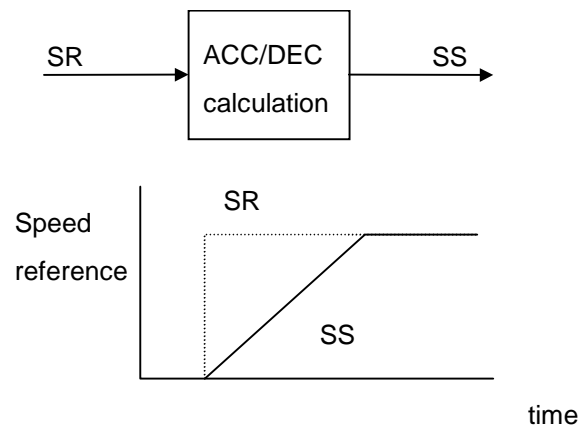 SR
ACC/DEC
calculation
SS
SR
Speed
reference
SS
time